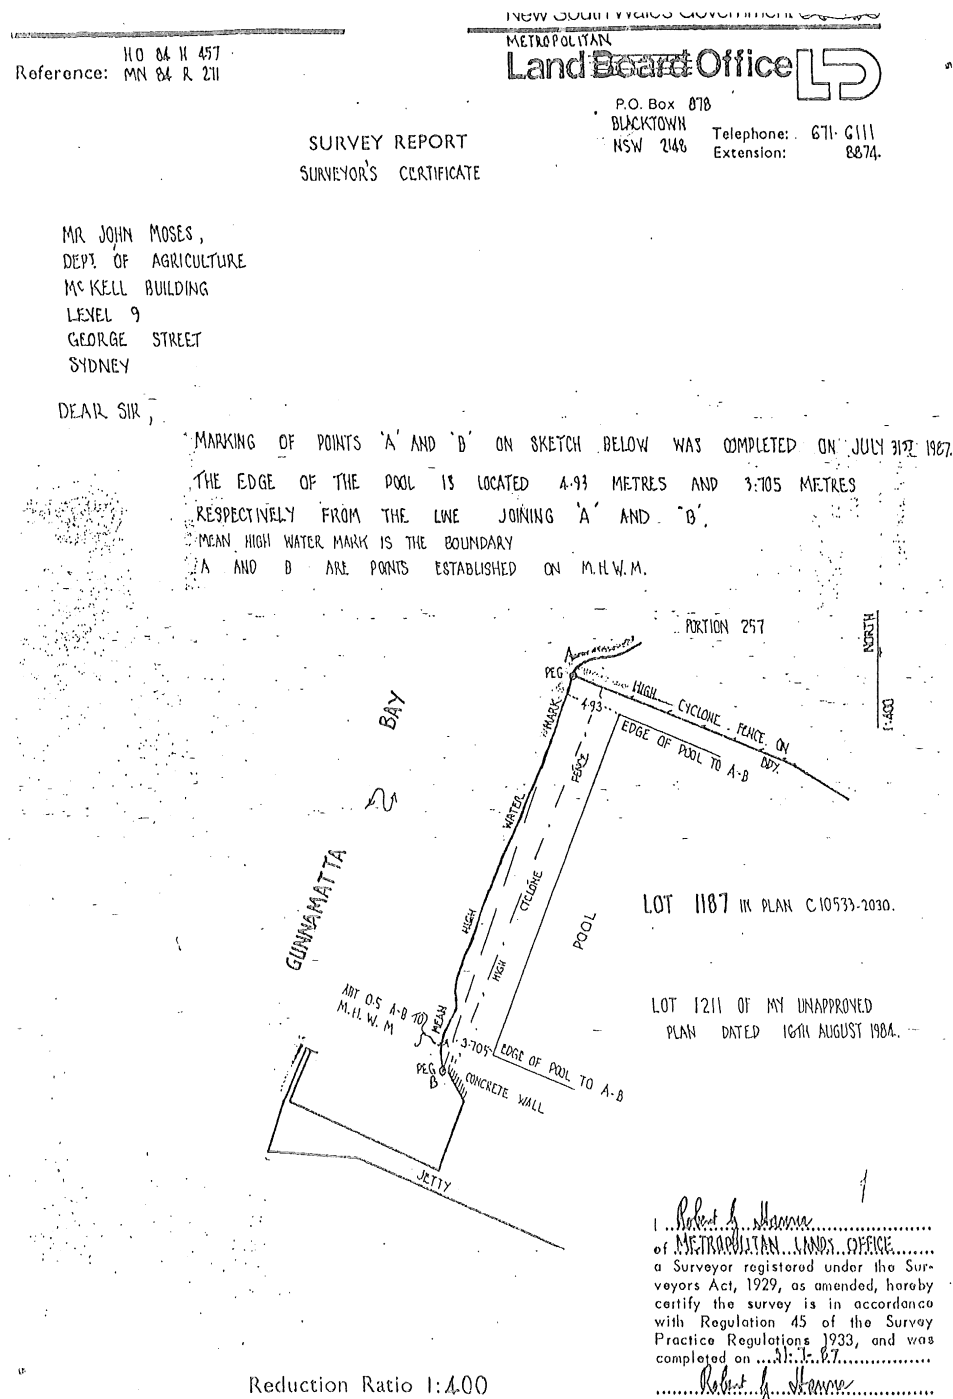 New South Wales Government
METROPOLITAN
Land Board Office
HO 84 H 457
Reference: MN 84 R 211
P.O. Box 878
BLACKTOWN
NSW 2148
Telephone: 671-6111
Extension: 8874.
SURVEY REPORT
SURVEYOR'S CERTIFICATE
MR JOHN MOSES,
DEPT. OF AGRICULTURE
McKELL BUILDING
LEVEL 9
GEORGE STREET
SYDNEY
DEAR SIR,
MARKING OF POINTS 'A' AND 'B' ON SKETCH BELOW WAS COMPLETED ON JULY 31ST 1987.
THE EDGE OF THE POOL IS LOCATED 4.93 METRES AND 3.705 METRES
RESPECTIVELY FROM THE LINE JOINING 'A' AND 'B'.
MEAN HIGH WATER MARK IS THE BOUNDARY
A AND B ARE POINTS ESTABLISHED ON M.H.W.M.
PORTION 257
NORTH
1:400
A
PEG
HIGH CYCLONE FENCE ON BDY.
4.93
EDGE OF POOL TO A-B
MEAN HIGH WATER MARK
HIGH CYCLONE FENCE
POOL
GUNNAMATTA BAY
LOT 1187 IN PLAN C10533-2030.
LOT 1211 OF MY UNAPPROVED
PLAN DATED 16TH AUGUST 1984.
ABT 0.5 A-B TO
M.H.W.M
3.705
EDGE OF POOL TO A-B
PEG
B
CONCRETE WALL
JETTY
I Robert G
of METROPOLITAN LANDS OFFICE
a Surveyor registered under the Sur-
veyors Act, 1929, as amended, hereby
certify the survey is in accordance
with Regulation 45 of the Survey
Practice Regulations 1933, and was
completed on 31.7.87
Robert G
Reduction Ratio 1:400